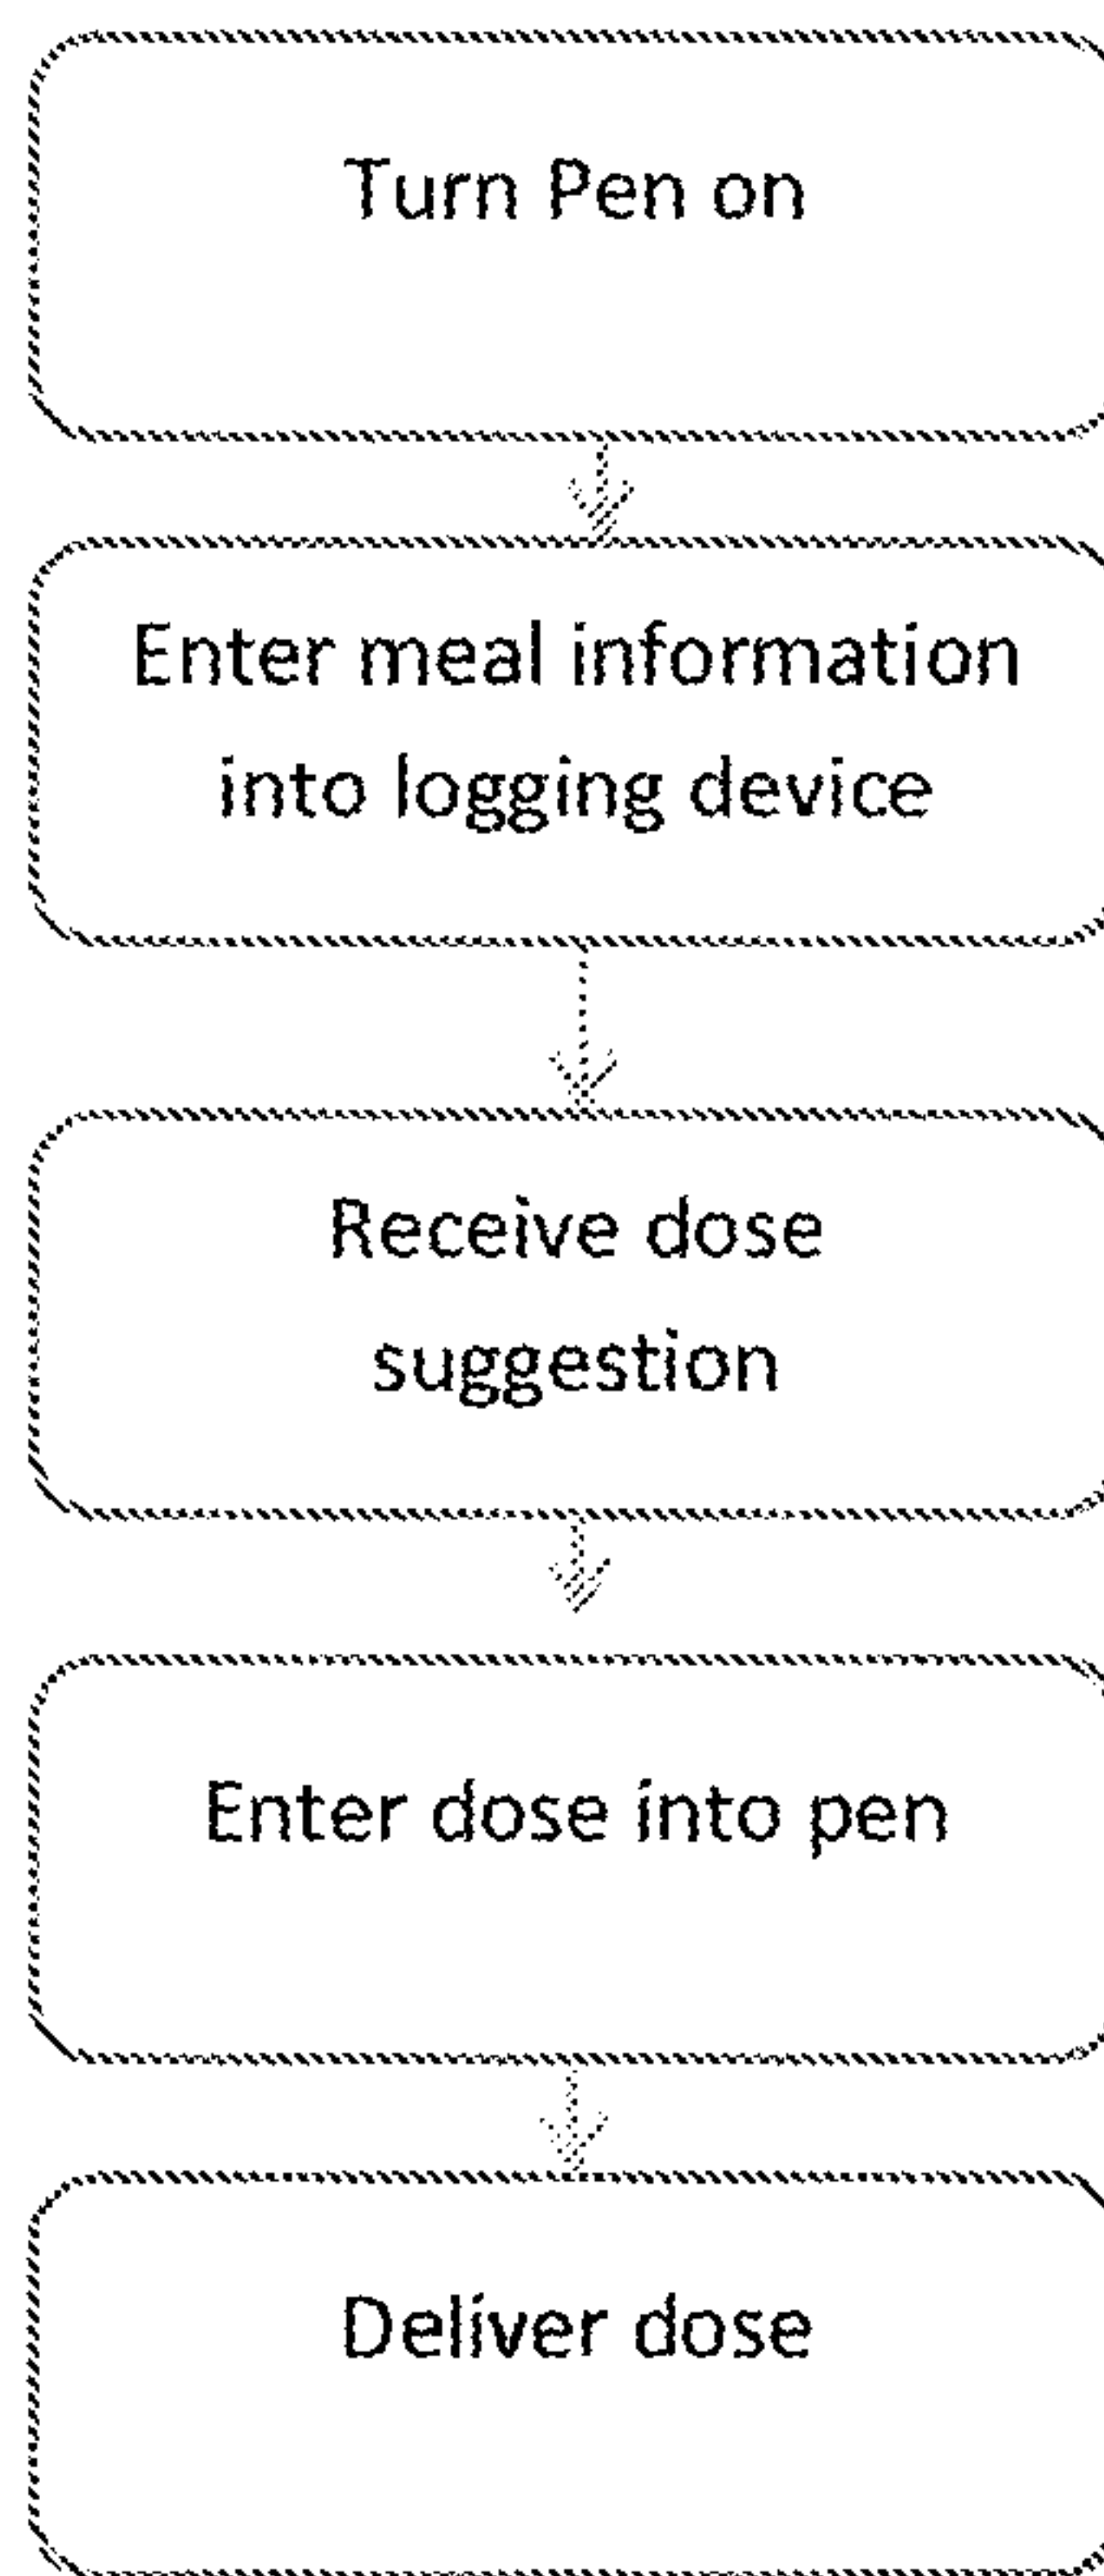 Turn Pen on
Enter meal information
into logging device
Receive dose
suggestion
Enter dose into pen
Deliver dose